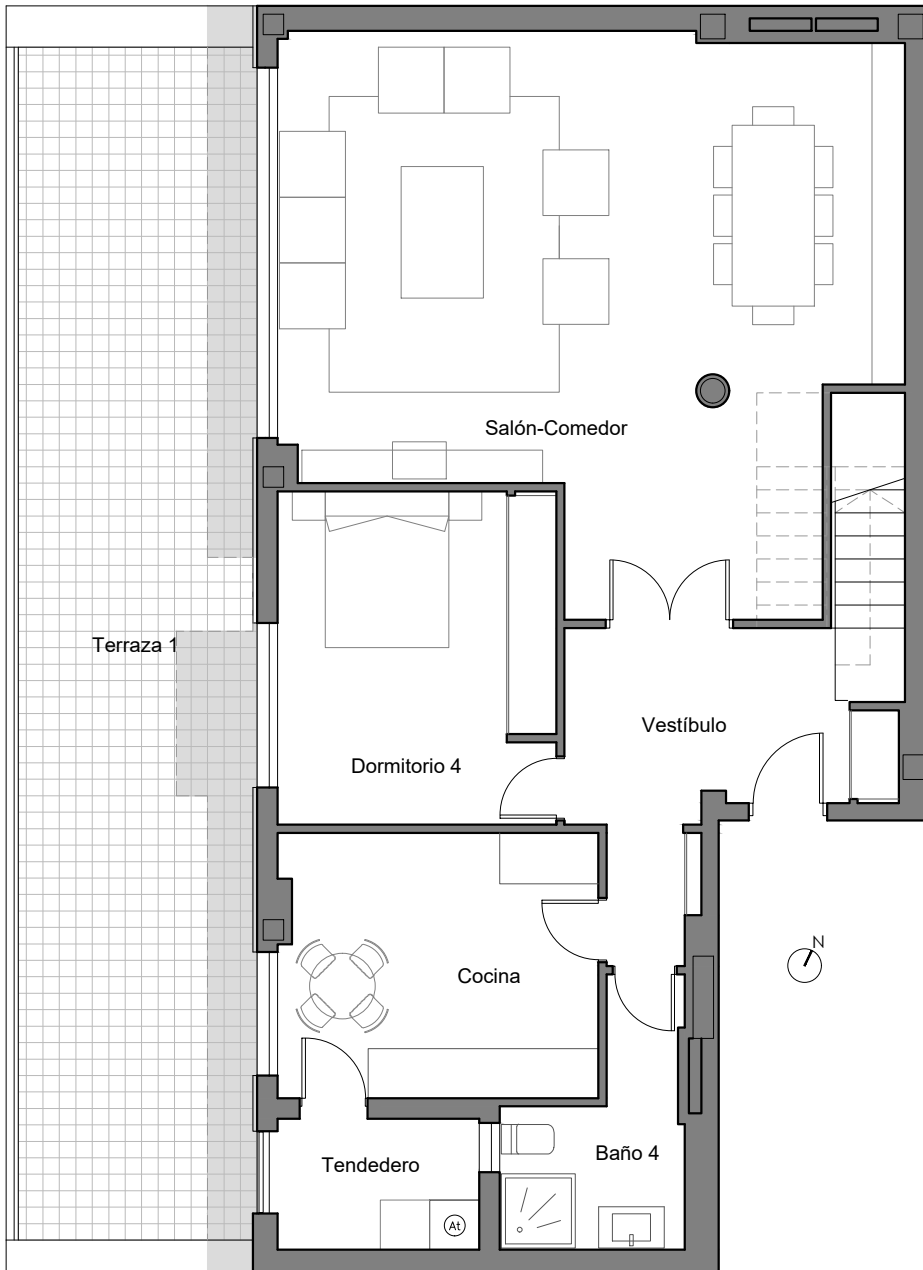 Salón-Comedor
Terraza 1
Vestíbulo
Dormitorio 4
N
Cocina
Baño 4
Tendedero
At